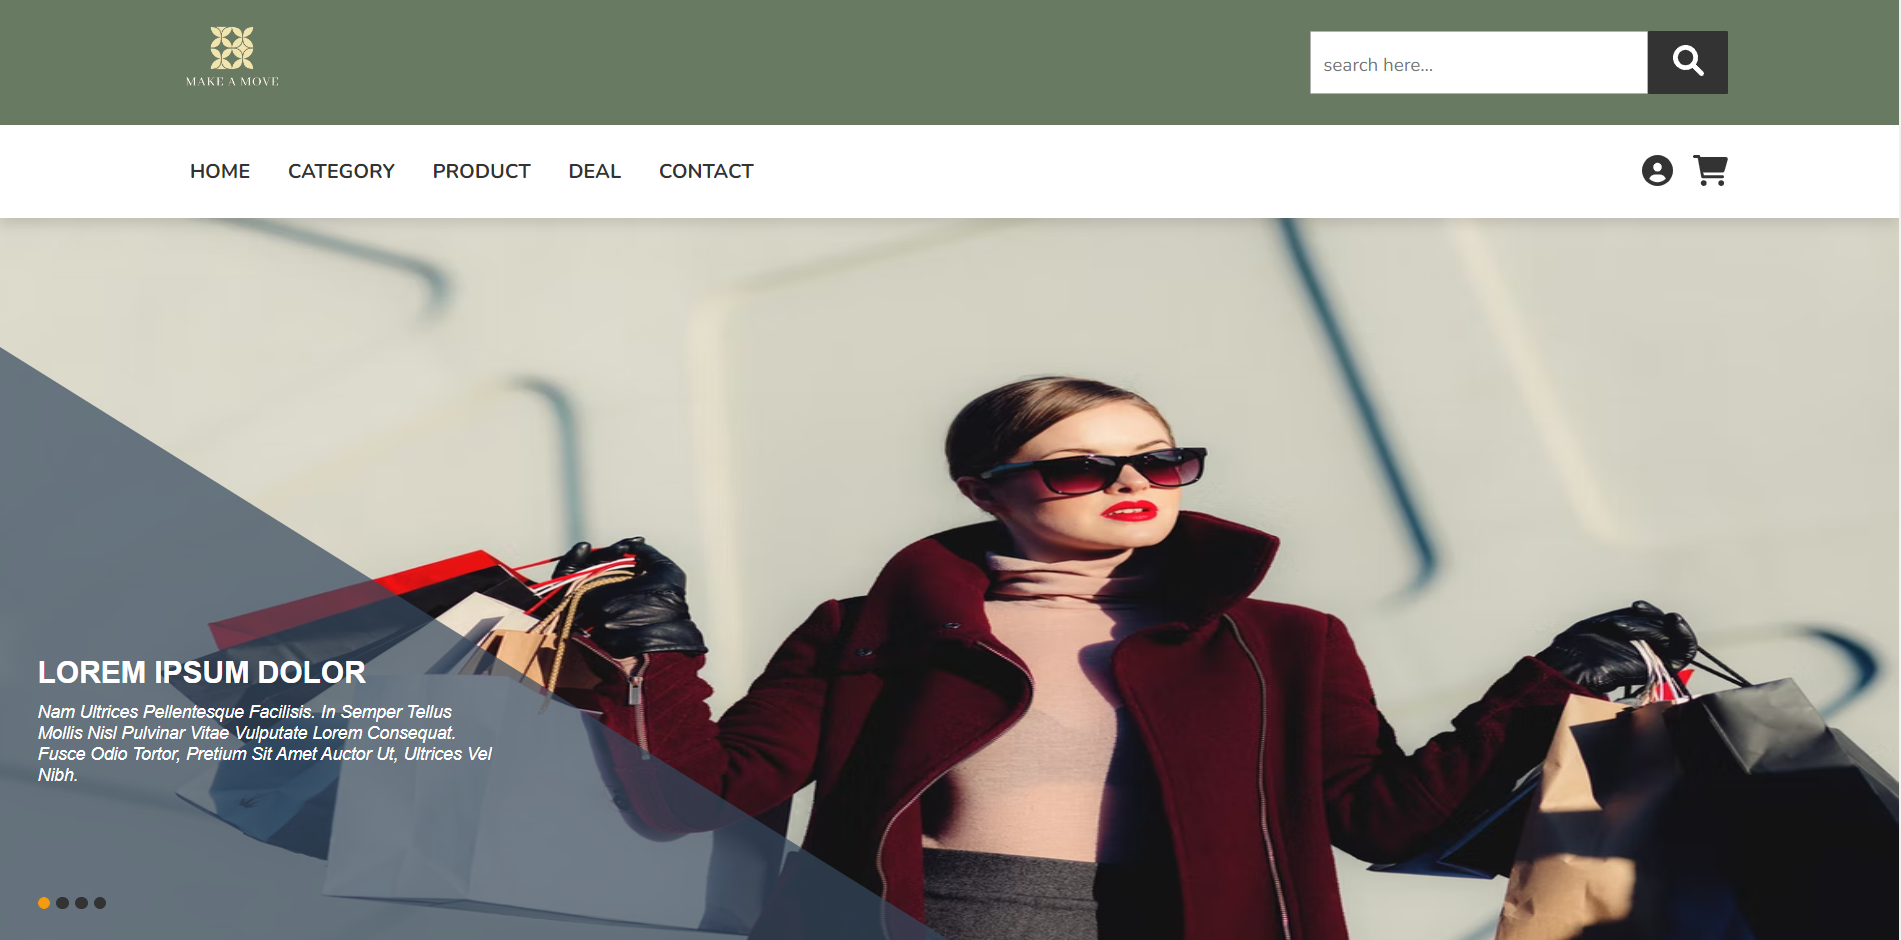 MAKE A MOVE
search here...
HOME CATEGORY PRODUCT DEAL CONTACT
LOREM IPSUM DOLOR
Nam Ultrices Pellentesque Facilisis. In Semper Tellus
Mollis Nisl Pulvinar Vitae Vulputate Lorem Consequat.
Fusce Odio Tortor, Pretium Sit Amet Auctor Ut, Ultrices Vel
Nibh.